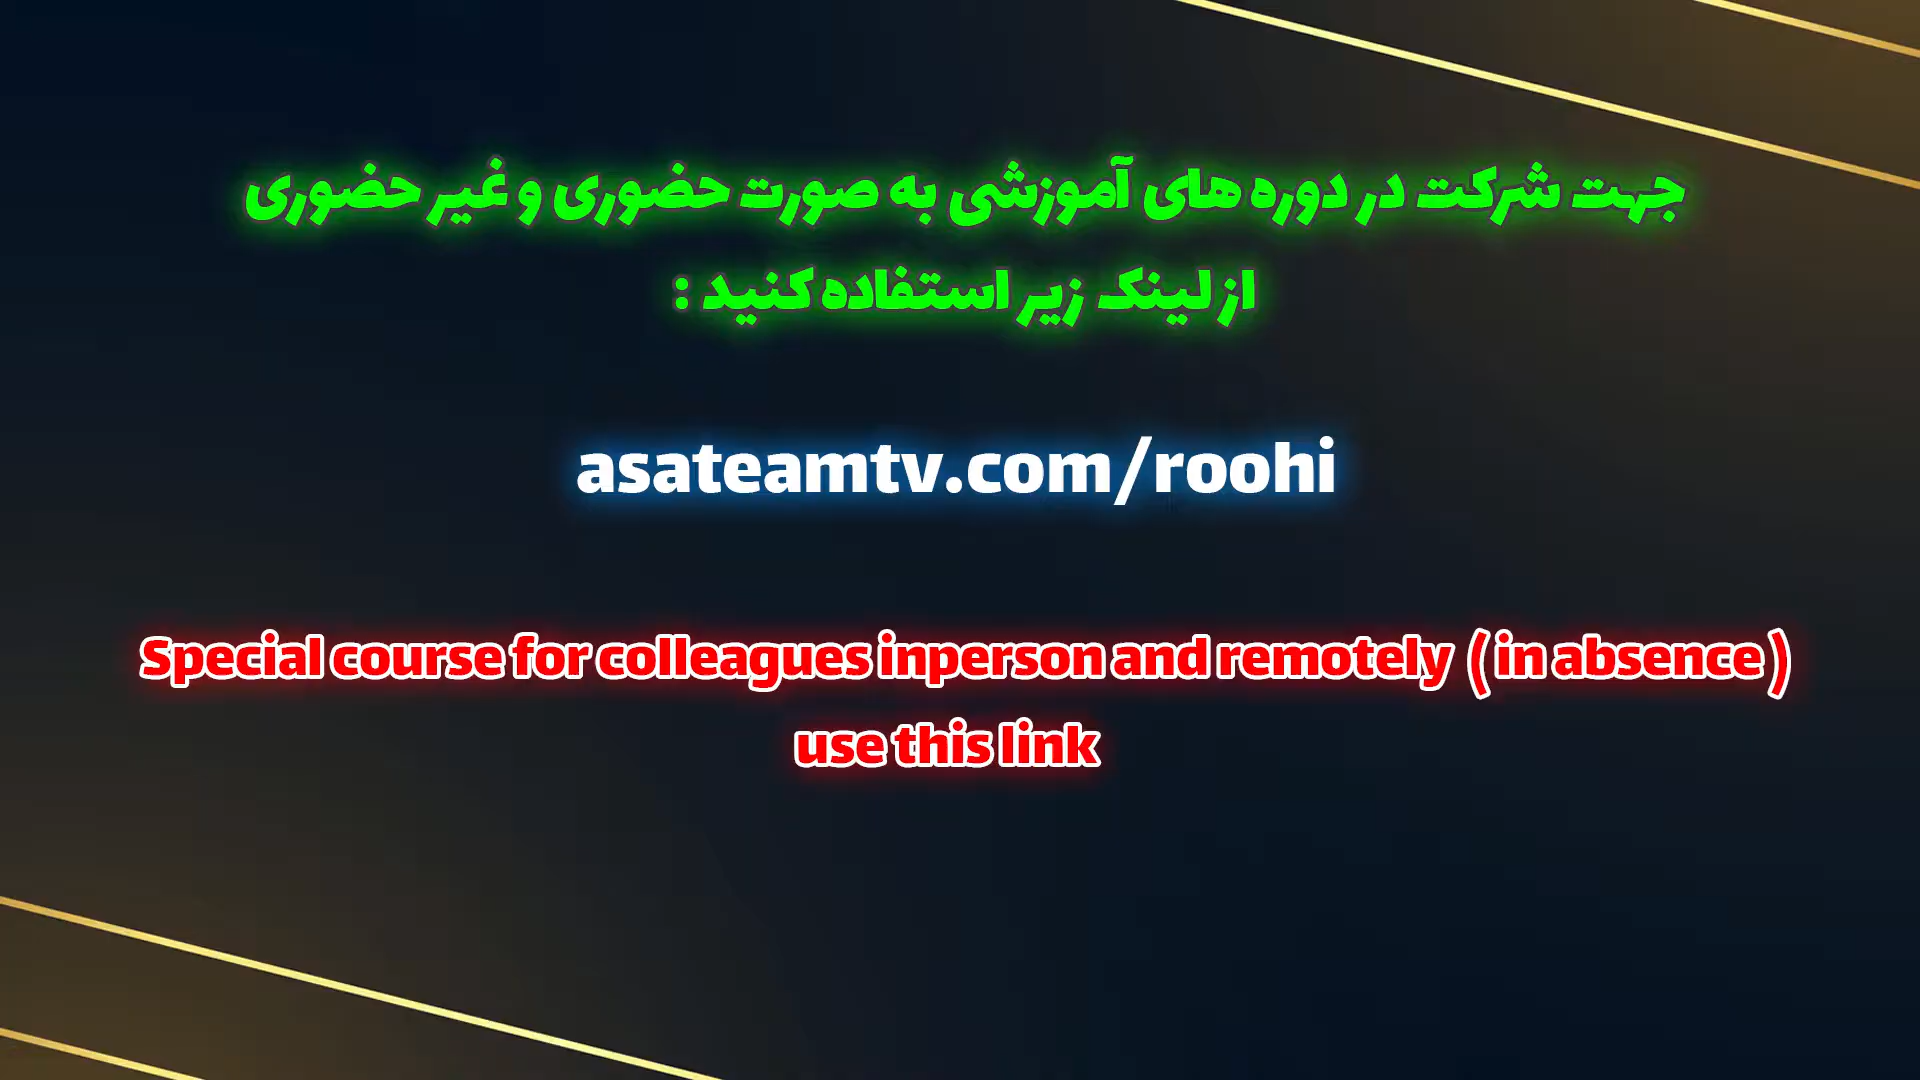 جهت شرکت در دوره های آموزشی به صورت حضوری و غیر حضوری
از لینک زیر استفاده کنید :
asateamtv.com/roohi
Special course for colleagues inperson and remotely ( in absence )
use this link